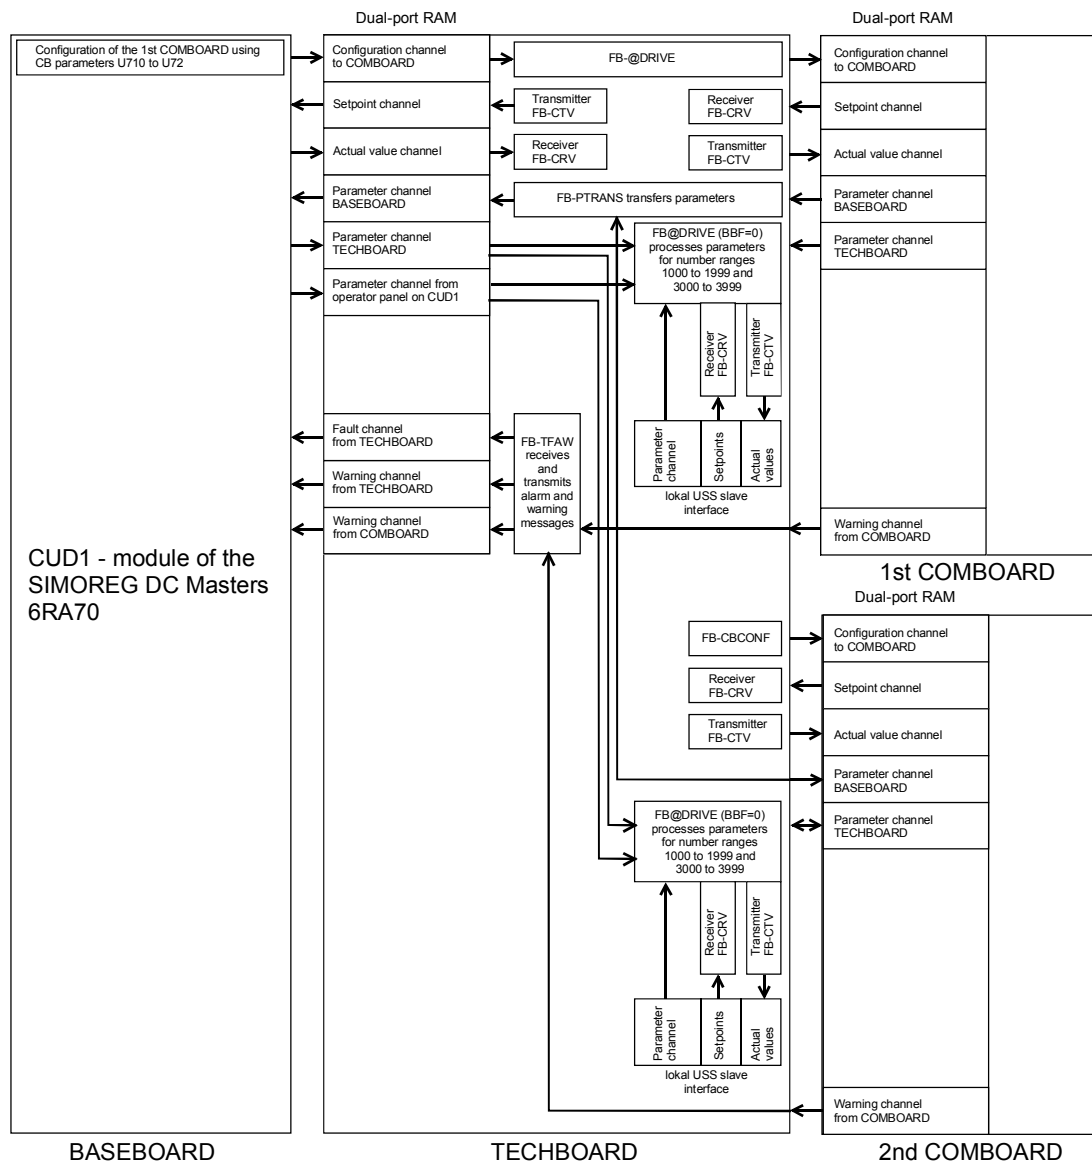 Dual-port RAM
Dual-port RAM
Configuration of the 1st COMBOARD using
CB parameters U710 to U72
Configuration channel
to COMBOARD
FB-@DRIVE
Configuration channel
to COMBOARD
Setpoint channel
Transmitter
FB-CTV
Receiver
FB-CRV
Setpoint channel
Actual value channel
Receiver
FB-CRV
Transmitter
FB-CTV
Actual value channel
Parameter channel
BASEBOARD
FB-PTRANS transfers parameters
Parameter channel
BASEBOARD
Parameter channel
TECHBOARD
FB@DRIVE (BBF=0)
processes parameters
for number ranges
1000 to 1999 and
3000 to 3999
Parameter channel
TECHBOARD
Parameter channel from
operator panel on CUD1
Receiver
FB-CRV
Transmitter
FB-CTV
Fault channel
from TECHBOARD
Warning channel
from TECHBOARD
Warning channel
from COMBOARD
FB-TFAW
receives
and
transmits
alarm and
warning
messages
Parameter
channel
Setpoints
Actual
values
lokal USS slave
interface
Warning channel
from COMBOARD
CUD1 - module of the
SIMOREG DC Masters
6RA70
1st COMBOARD
Dual-port RAM
FB-CBCONF
Configuration channel
to COMBOARD
Receiver
FB-CRV
Setpoint channel
Transmitter
FB-CTV
Actual value channel
Parameter channel
BASEBOARD
FB@DRIVE (BBF=0)
processes parameters
for number ranges
1000 to 1999 and
3000 to 3999
Parameter channel
TECHBOARD
Receiver
FB-CRV
Transmitter
FB-CTV
Parameter
channel
Setpoints
Actual
values
lokal USS slave
interface
Warning channel
from COMBOARD
BASEBOARD
TECHBOARD
2nd COMBOARD